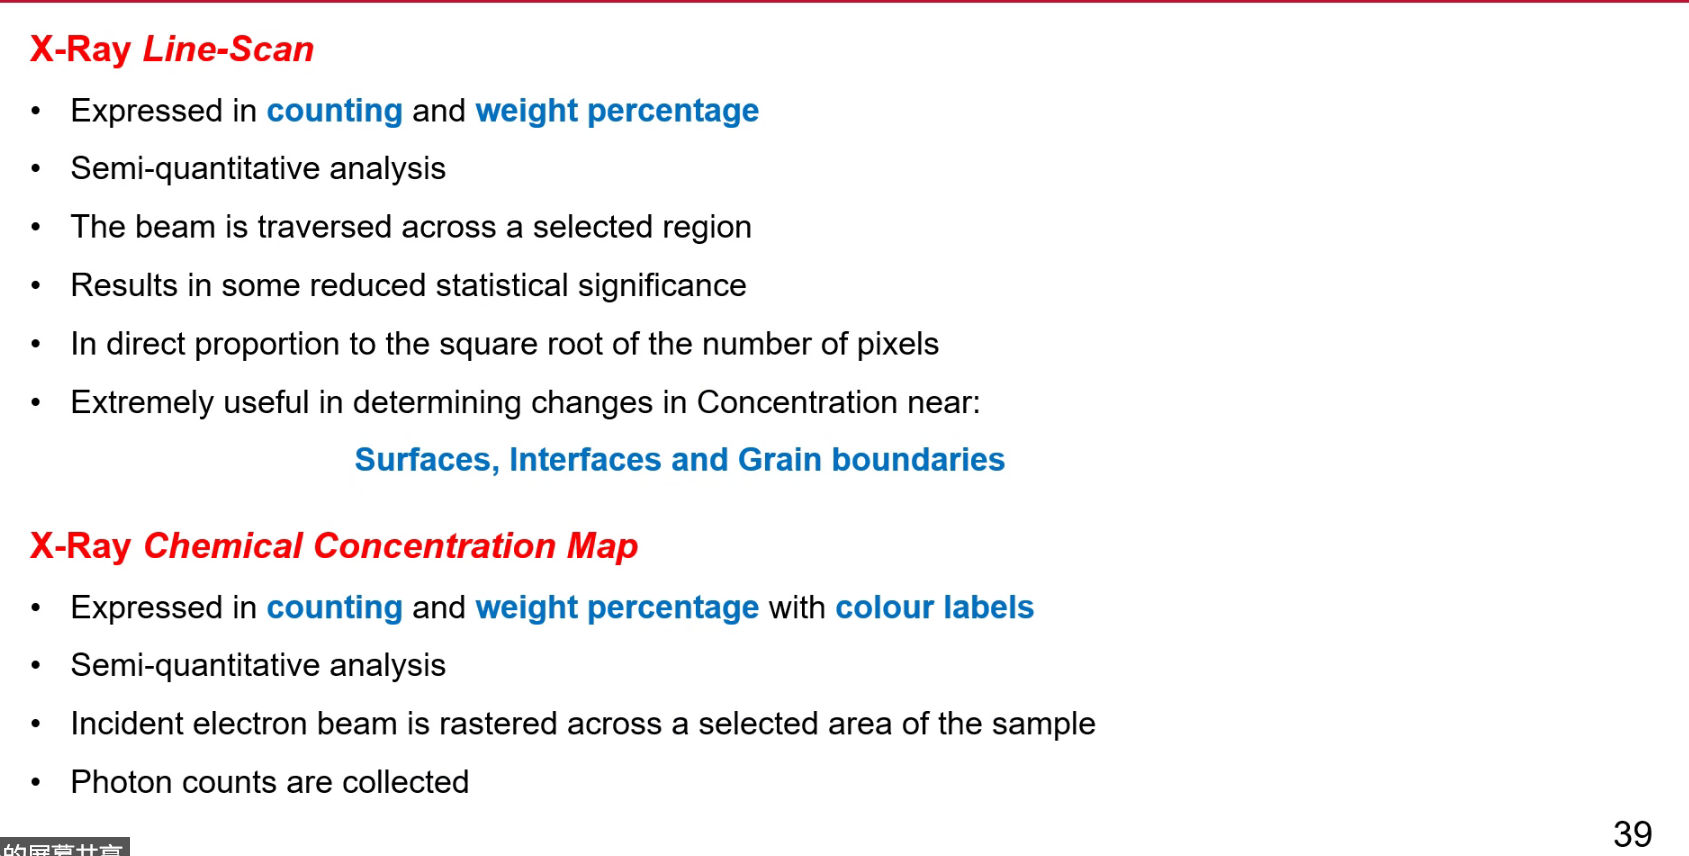 X-Ray Line-Scan
• Expressed in counting and weight percentage
• Semi-quantitative analysis
• The beam is traversed across a selected region
• Results in some reduced statistical significance
• In direct proportion to the square root of the number of pixels
• Extremely useful in determining changes in Concentration near:
Surfaces, Interfaces and Grain boundaries
X-Ray Chemical Concentration Map
• Expressed in counting and weight percentage with colour labels
• Semi-quantitative analysis
• Incident electron beam is rastered across a selected area of the sample
• Photon counts are collected
39
的屏幕共享